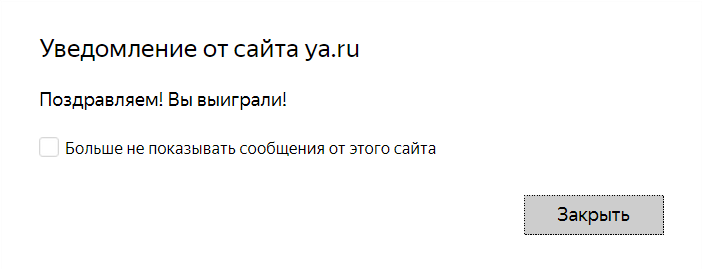 Уведомление от сайта ya.ru
Поздравляем! Вы выиграли!
Больше не показывать сообщения от этого сайта
Закрыть